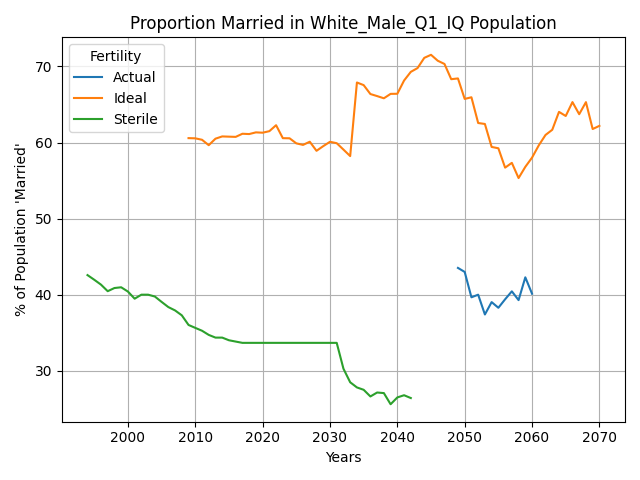 Proportion Married in White_Male_Q1_IQ Population
Fertility
Actual
Ideal
Sterile
% of Population 'Married'
70
60
50
40
30
2000 2010 2020 2030 2040 2050 2060 2070
Years